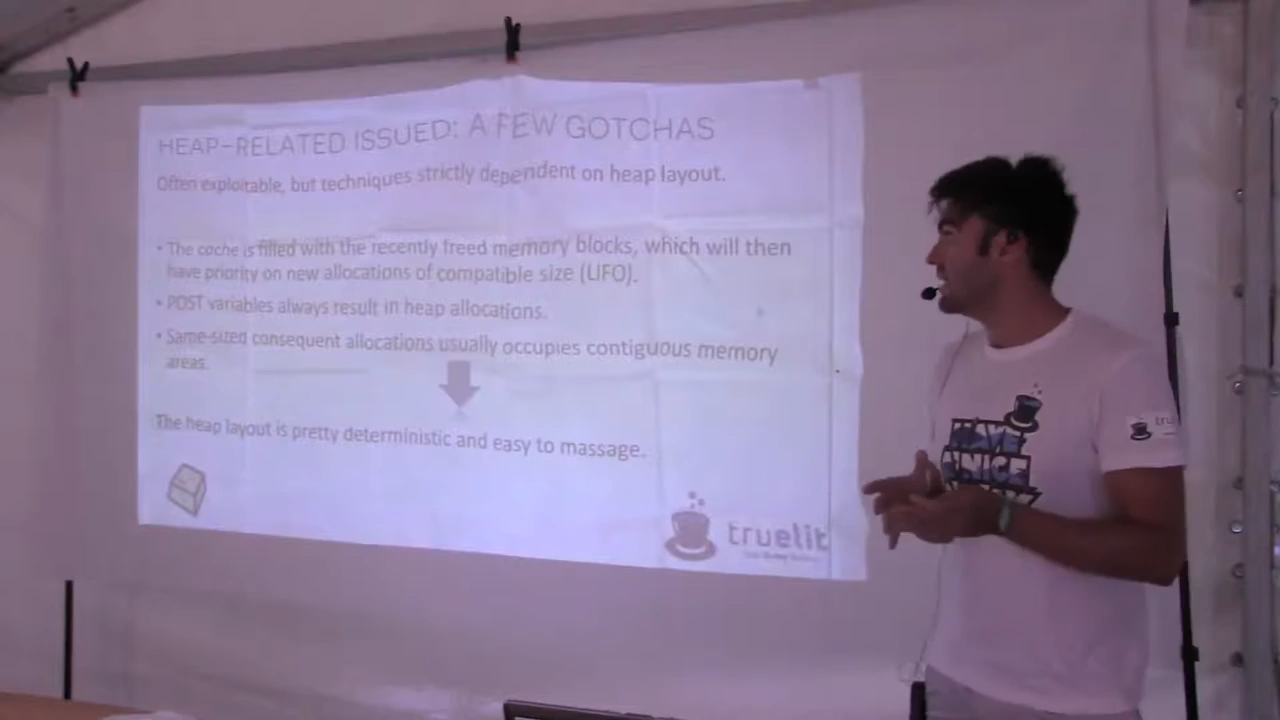 HEAP-RELATED ISSUED: A FEW GOTCHAS
Often exploitable, but techniques strictly dependent on heap layout.
• The cache is filled with the recently freed memory blocks, which will then
have priority on new allocations of compatible size (LIFO).
• POST variables always result in heap allocations.
• Same-sized consequent allocations usually occupies contiguous memory
areas.
The heap layout is pretty deterministic and easy to massage.
truelit
HAVE
A NICE
tru